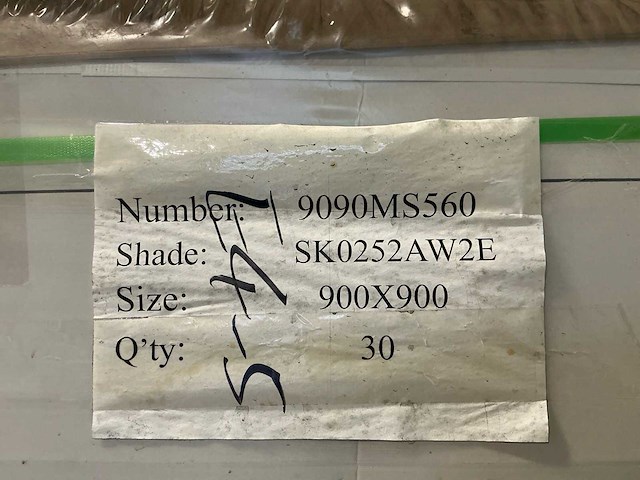 Number: 9090MS560
Shade: SK0252AW2E
Size: 900X900
Q'ty: 30